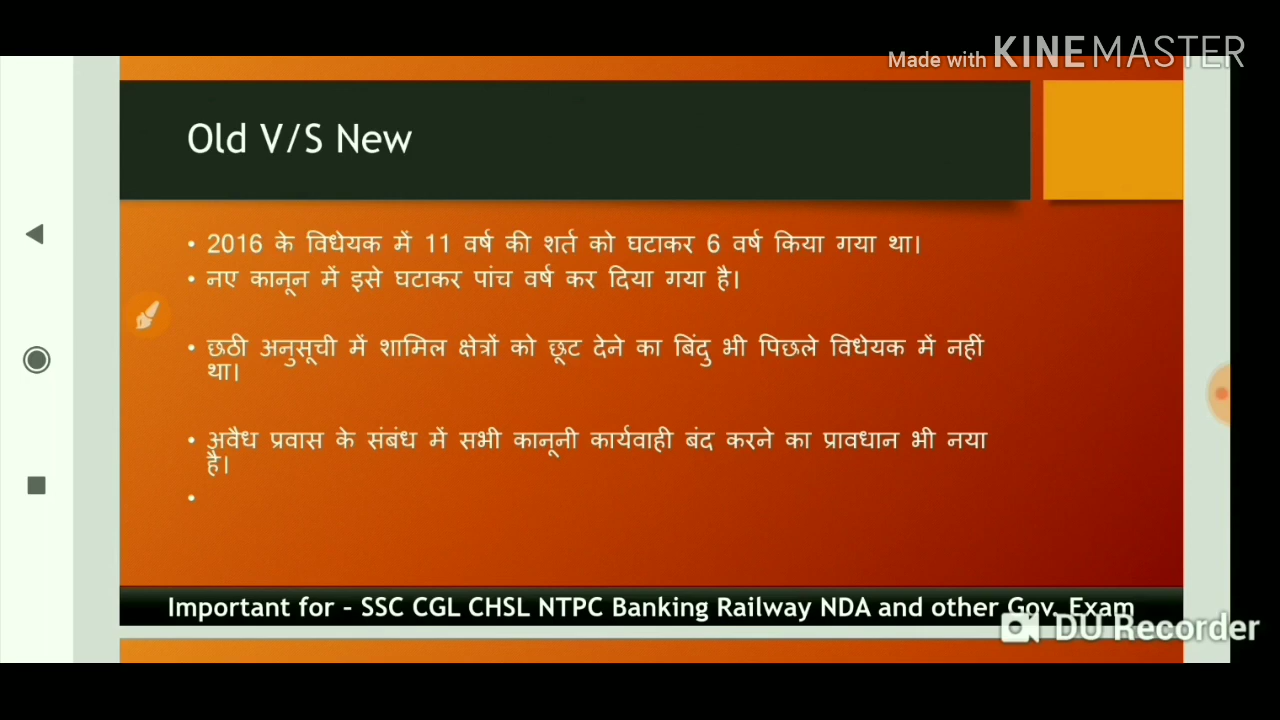 Made with KINEMASTER
Old V/S New
• 2016 के विधेयक में 11 वर्ष की शर्त को घटाकर 6 वर्ष किया गया था।
• नए कानून में इसे घटाकर पांच वर्ष कर दिया गया है।
• छठी अनुसूची में शामिल क्षेत्रों को छूट देने का बिंदु भी पिछले विधेयक में नहीं
था।
• अवैध प्रवास के संबंध में सभी कानूनी कार्यवाही बंद करने का प्रावधान भी नया
है।
•
Important for - SSC CGL CHSL NTPC Banking Railway NDA and other Gov. Exam
DU Recorder